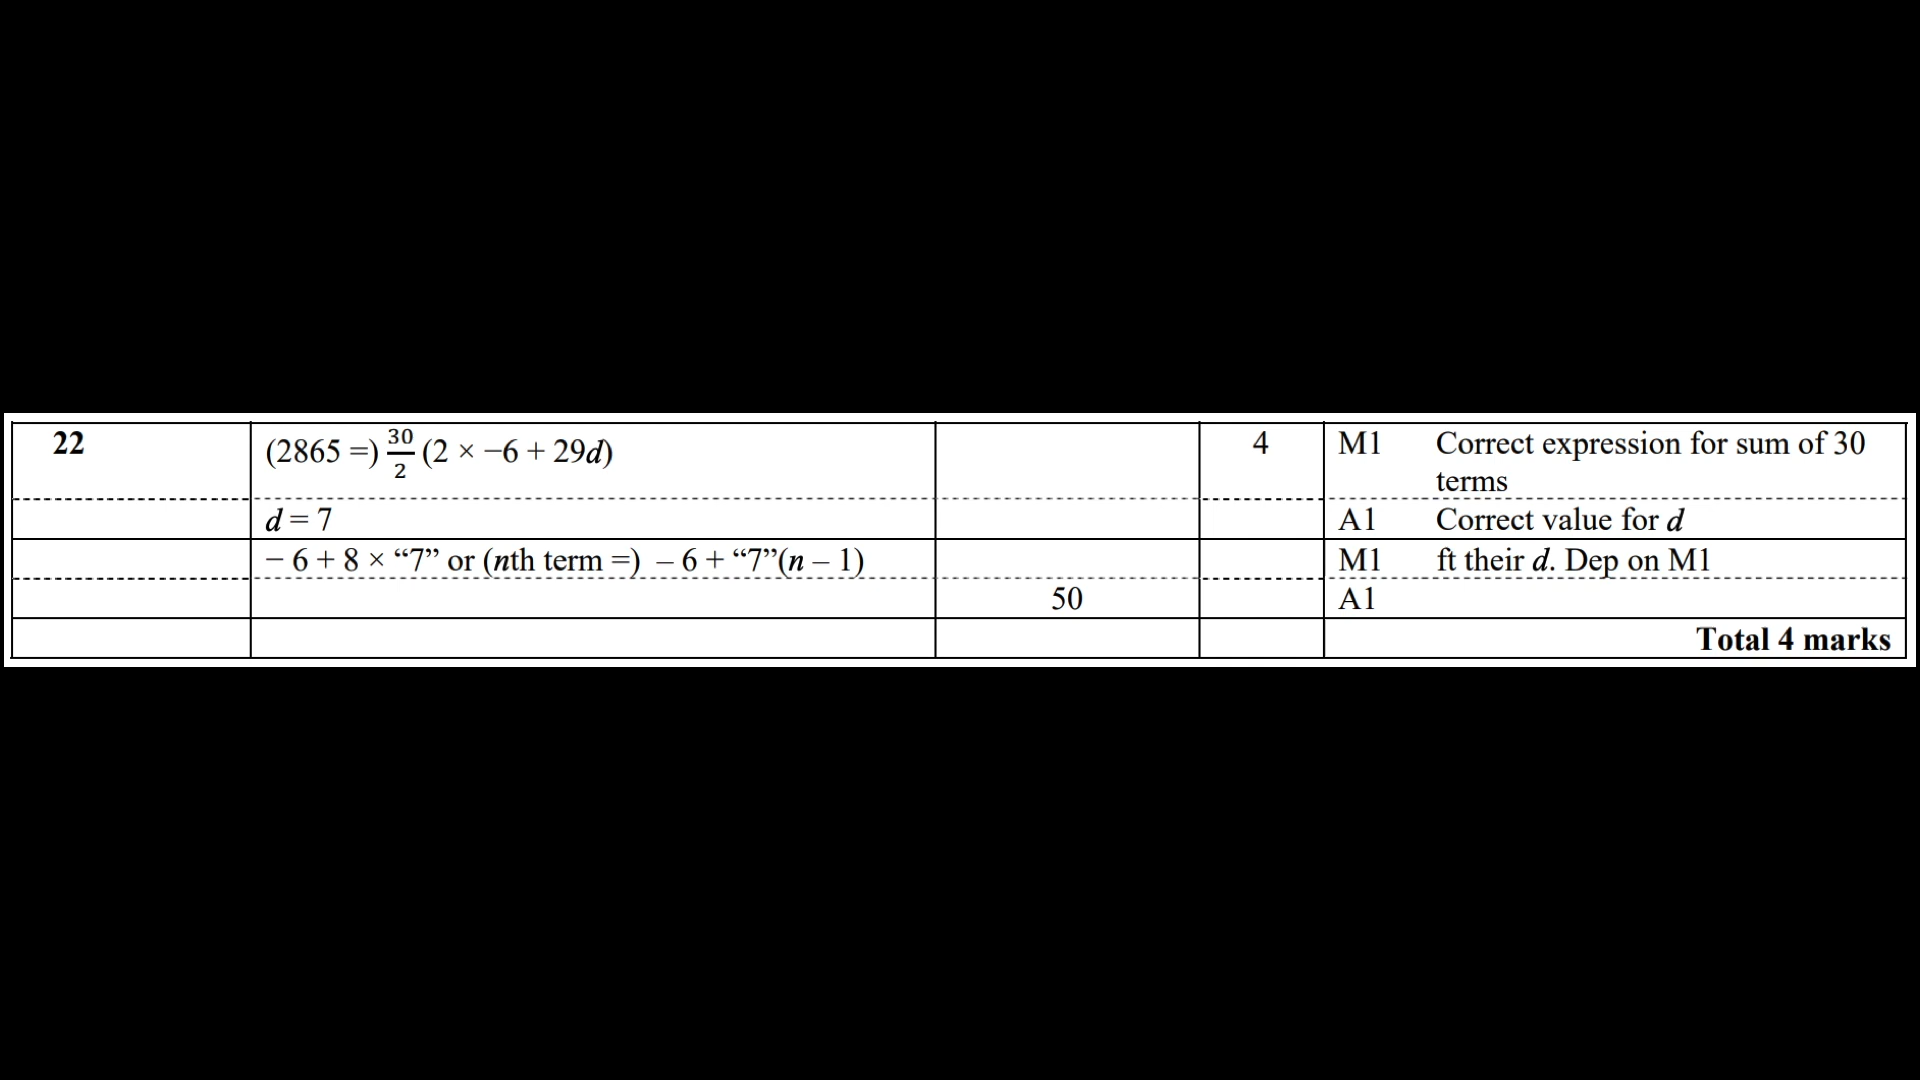 22 (2865 =) 30/2 (2 × −6 + 29d) 4 M1 Correct expression for sum of 30
terms
d = 7 A1 Correct value for d
– 6 + 8 × “7” or (nth term =) – 6 + “7”(n – 1) M1 ft their d. Dep on M1
50 A1
Total 4 marks